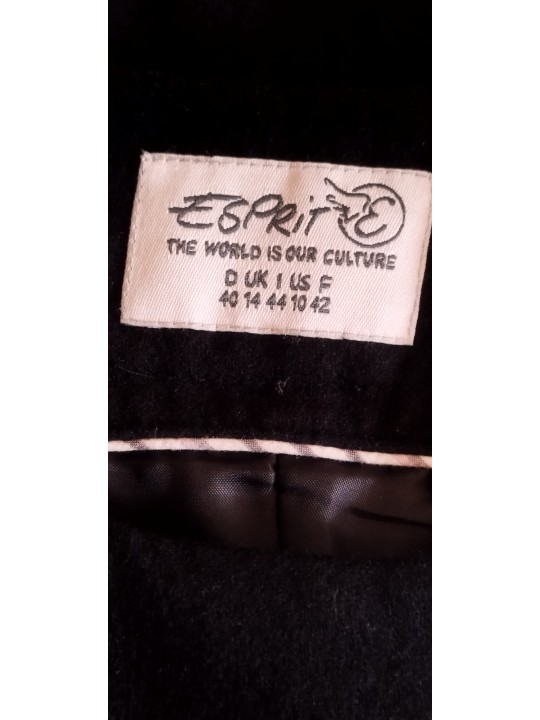 ESPRiT E
THE WORLD IS OUR CULTURE
D UK I US F
40 14 44 10 42